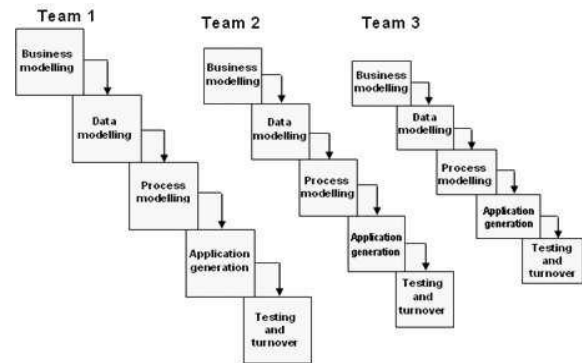 Team 1
Business
modelling
Data
modelling
Process
modelling
Application
generation
Testing
and
turnover
Team 2
Business
modelling
Data
modelling
Process
modelling
Application
generation
Testing
and
turnover
Team 3
Business
modelling
Data
modelling
Process
modelling
Application
generation
Testing
and
turnover